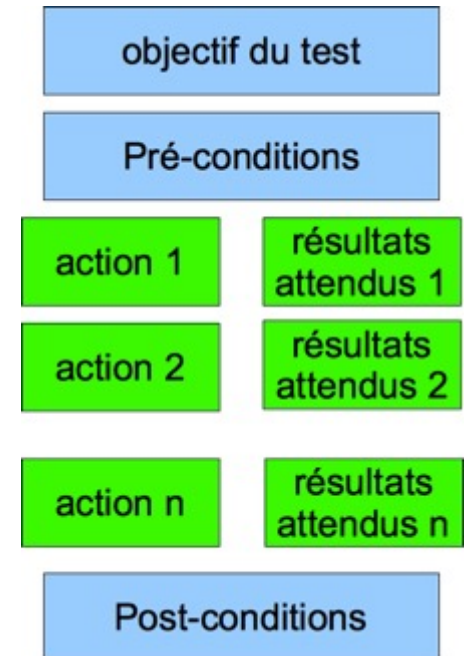 objectif du test
Pré-conditions
action 1
résultats
attendus 1
action 2
résultats
attendus 2
action n
résultats
attendus n
Post-conditions